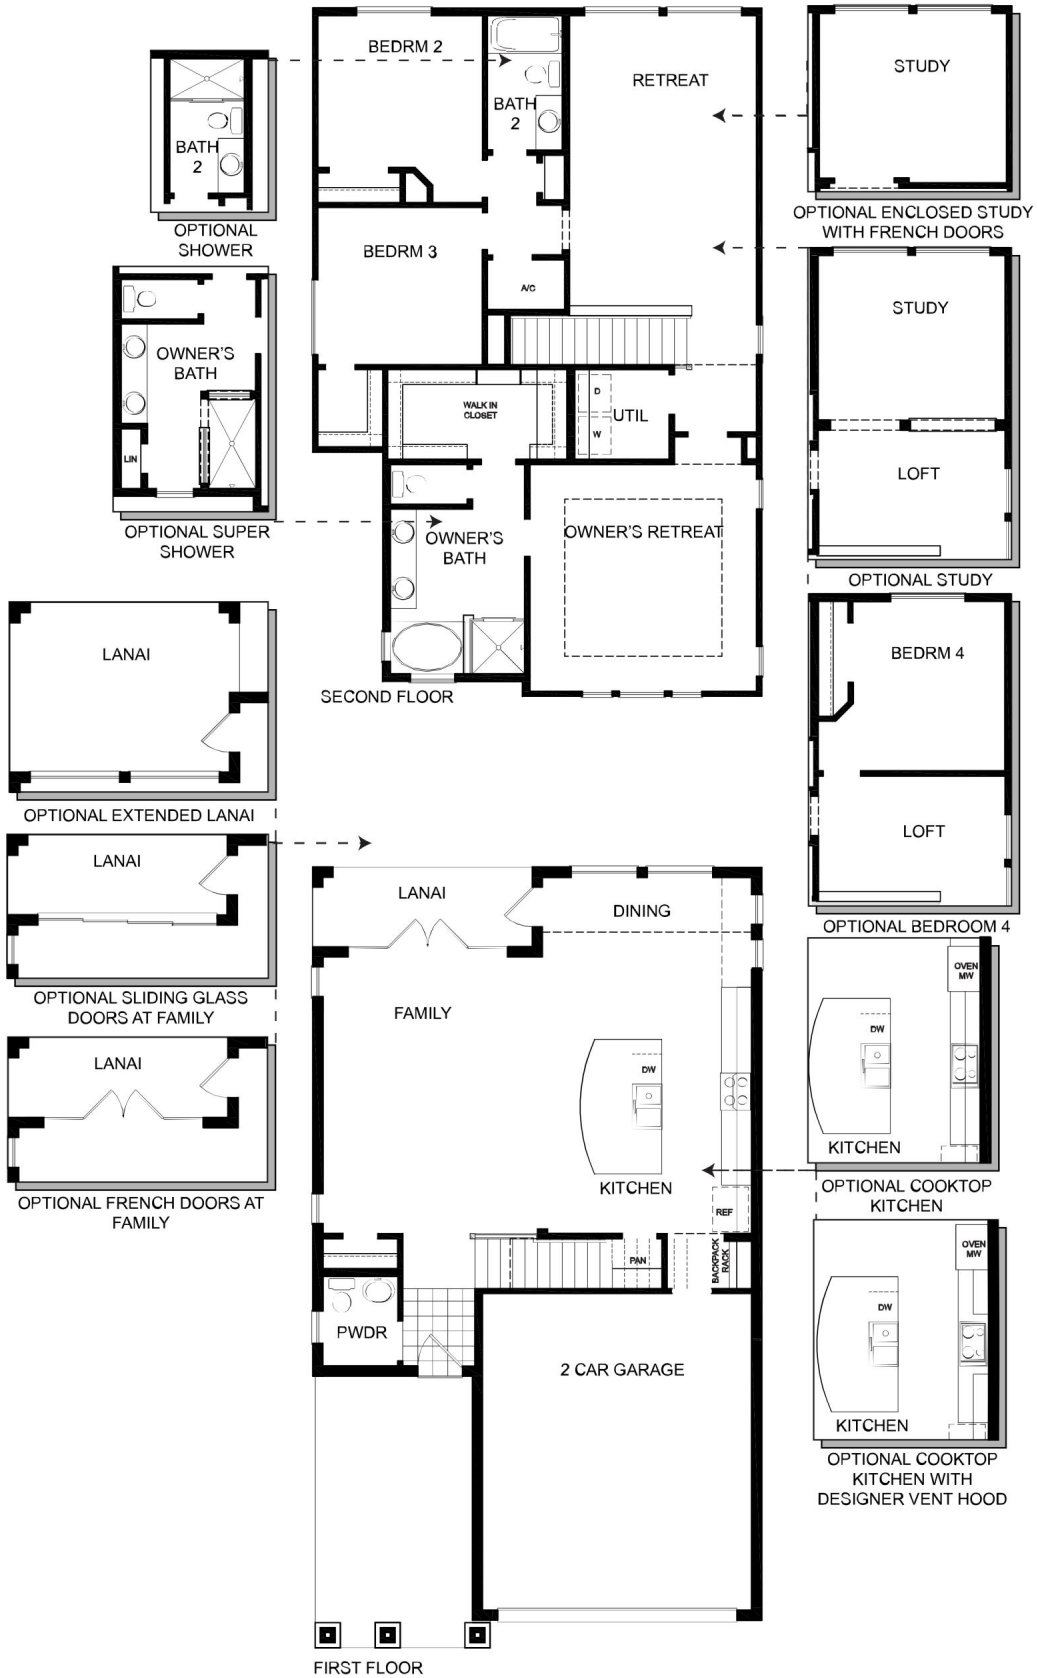 BEDRM 2
BATH
2
RETREAT
STUDY
OPTIONAL ENCLOSED STUDY
WITH FRENCH DOORS
BATH
2
OPTIONAL
SHOWER
BEDRM 3
A/C
STUDY
LOFT
OPTIONAL STUDY
OWNER'S
BATH
LIN
OPTIONAL SUPER
SHOWER
WALK IN
CLOSET
D
W
UTIL
OWNER'S
BATH
OWNER'S RETREAT
SECOND FLOOR
BEDRM 4
LOFT
OPTIONAL BEDROOM 4
LANAI
OPTIONAL EXTENDED LANAI
LANAI
OPTIONAL SLIDING GLASS
DOORS AT FAMILY
LANAI
OPTIONAL FRENCH DOORS AT
FAMILY
LANAI
DINING
FAMILY
DW
KITCHEN
REF
PAN
BACKPACK
RACK
PWDR
2 CAR GARAGE
FIRST FLOOR
OVEN
MW
DW
KITCHEN
OPTIONAL COOKTOP
KITCHEN
OVEN
MW
DW
KITCHEN
OPTIONAL COOKTOP
KITCHEN WITH
DESIGNER VENT HOOD